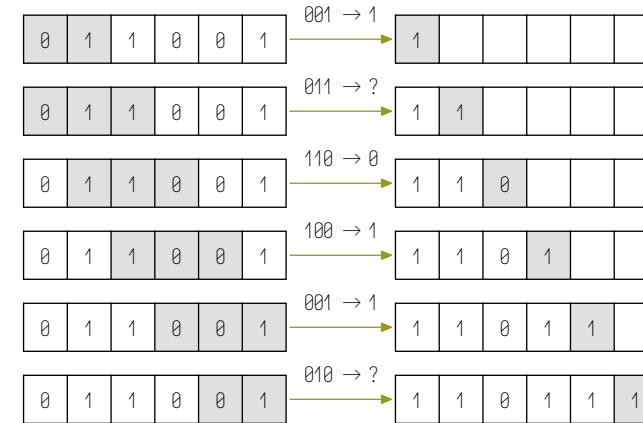 001 → 1
0 1 1 0 0 1 1
011 → ?
0 1 1 0 0 1 1 1
110 → 0
0 1 1 0 0 1 1 1 0
100 → 1
0 1 1 0 0 1 1 1 0 1
001 → 1
0 1 1 0 0 1 1 1 0 1 1
010 → ?
0 1 1 0 0 1 1 1 0 1 1 1